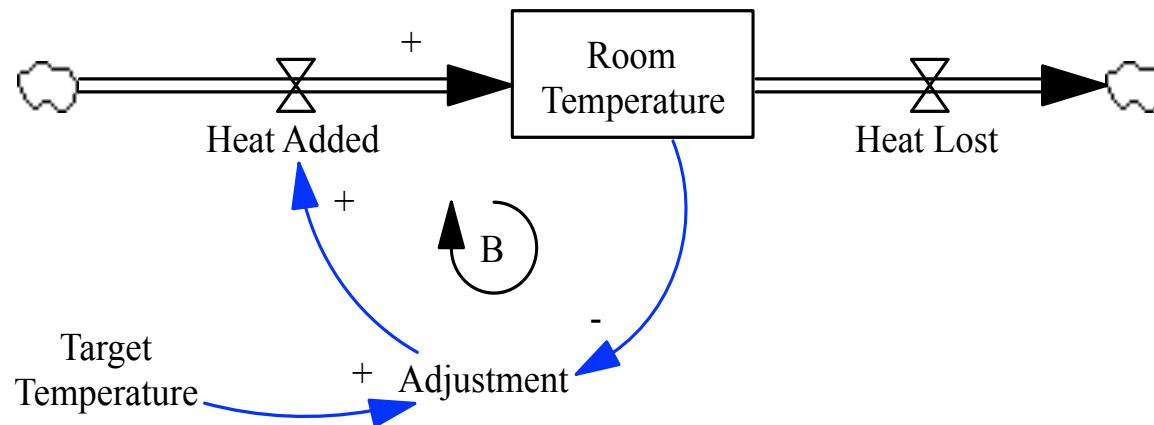 +
Room
Temperature
Heat Added
Heat Lost
+
B
-
Target
Temperature
+
Adjustment